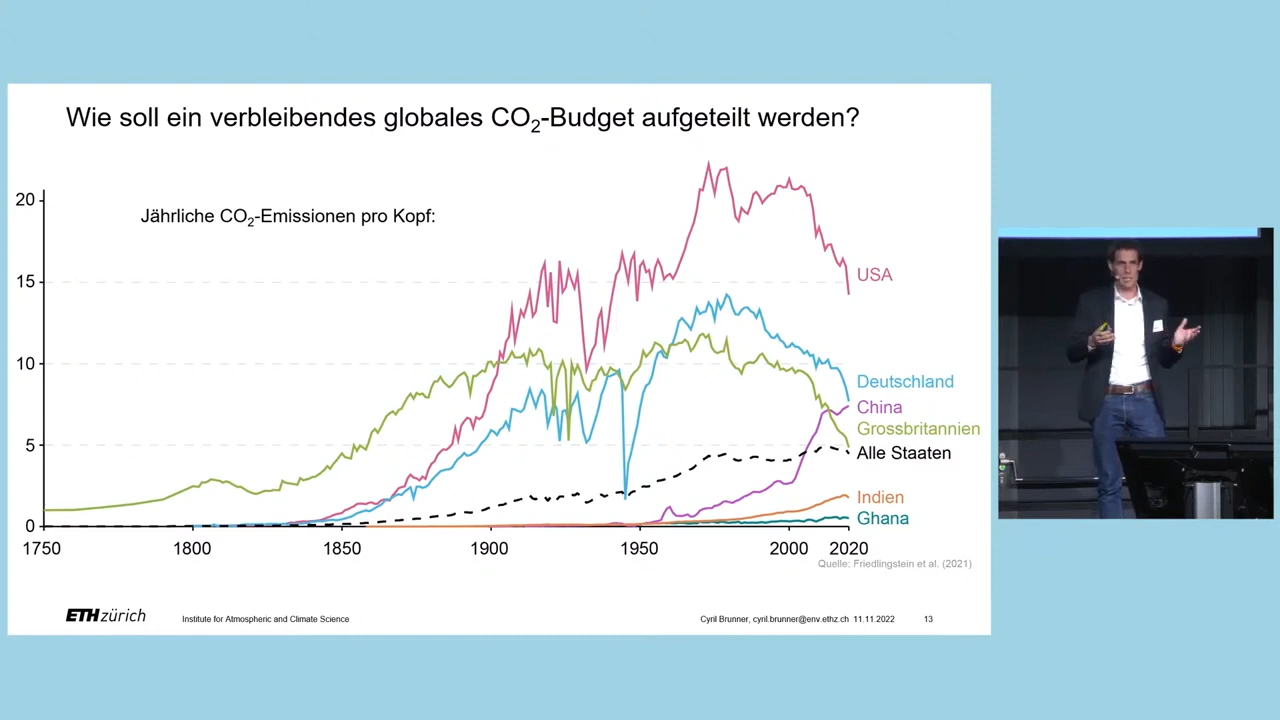 Wie soll ein verbleibendes globales CO₂-Budget aufgeteilt werden?
Jährliche CO₂-Emissionen pro Kopf:
20
15
10
5
0
USA
Deutschland
China
Grossbritannien
Alle Staaten
Indien
Ghana
1750 1800 1850 1900 1950 2000 2020
Quelle: Friedlingstein et al. (2021)
ETH zürich Institute for Atmospheric and Climate Science Cyril Brunner, cyril.brunner@env.ethz.ch 11.11.2022 13